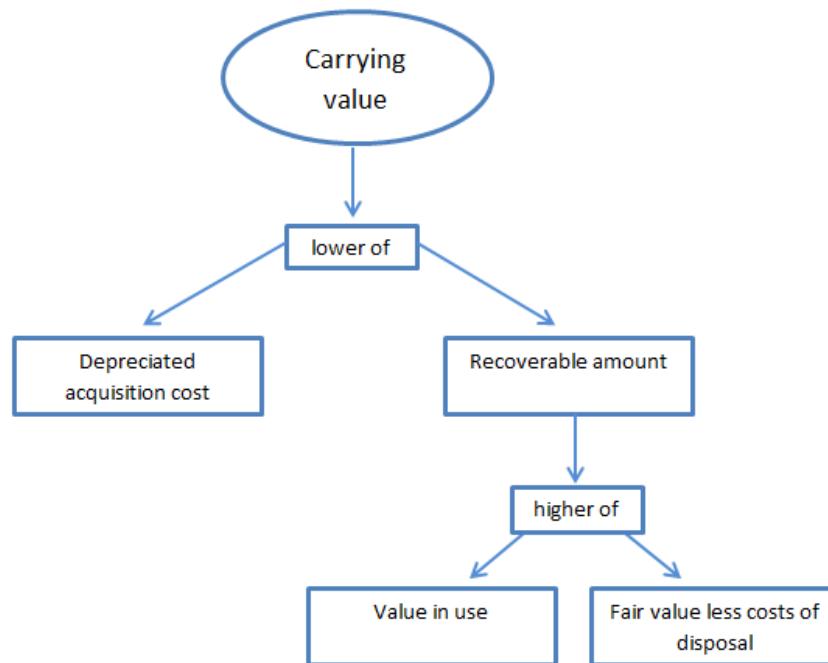 Carrying
value
lower of
Depreciated
acquisition cost
Recoverable amount
higher of
Value in use
Fair value less costs of
disposal